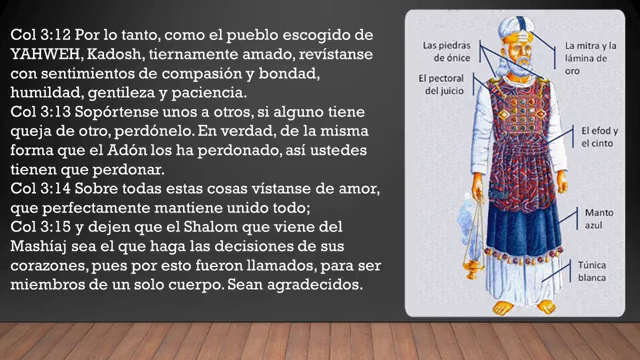 Col 3:12 Por lo tanto, como el pueblo escogido de
YAHWEH, Kadosh, tiernamente amado, revístanse
con sentimientos de compasión y bondad,
humildad, gentileza y paciencia.
Col 3:13 Sopórtense unos a otros, si alguno tiene
queja de otro, perdónelo. En verdad, de la misma
forma que el Adón los ha perdonado, así ustedes
tienen que perdonar.
Col 3:14 Sobre todas estas cosas vístanse de amor,
que perfectamente mantiene unido todo;
Col 3:15 y dejen que el Shalom que viene del
Mashíaj sea el que haga las decisiones de sus
corazones, pues por esto fueron llamados, para ser
miembros de un solo cuerpo. Sean agradecidos.
Las piedras
de ónice
El pectoral
del juicio
La mitra y la
lámina de
oro
El efod y
el cinto
Manto
azul
Túnica
blanca